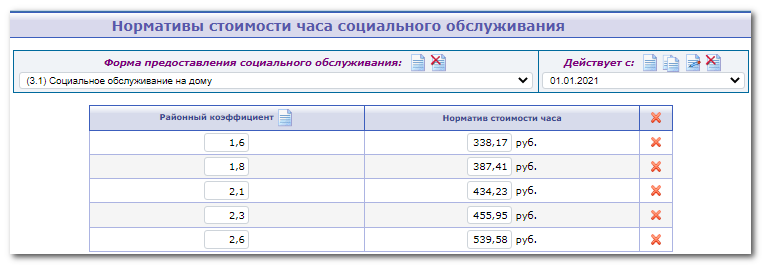 Нормативы стоимости часа социального обслуживания
Форма предоставления социального обслуживания: Действует с:
(3.1) Социальное обслуживание на дому 01.01.2021
Районный коэффициент Норматив стоимости часа
1,6 338,17 руб.
1,8 387,41 руб.
2,1 434,23 руб.
2,3 455,95 руб.
2,6 539,58 руб.